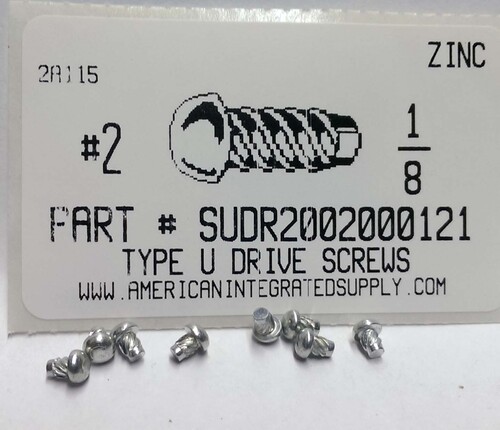 ZINC
2A115
#2
1
8
PART # SUDR2002000121
TYPE U DRIVE SCREWS
WWW.AMERICANINTEGRATEDSUPPLY.COM